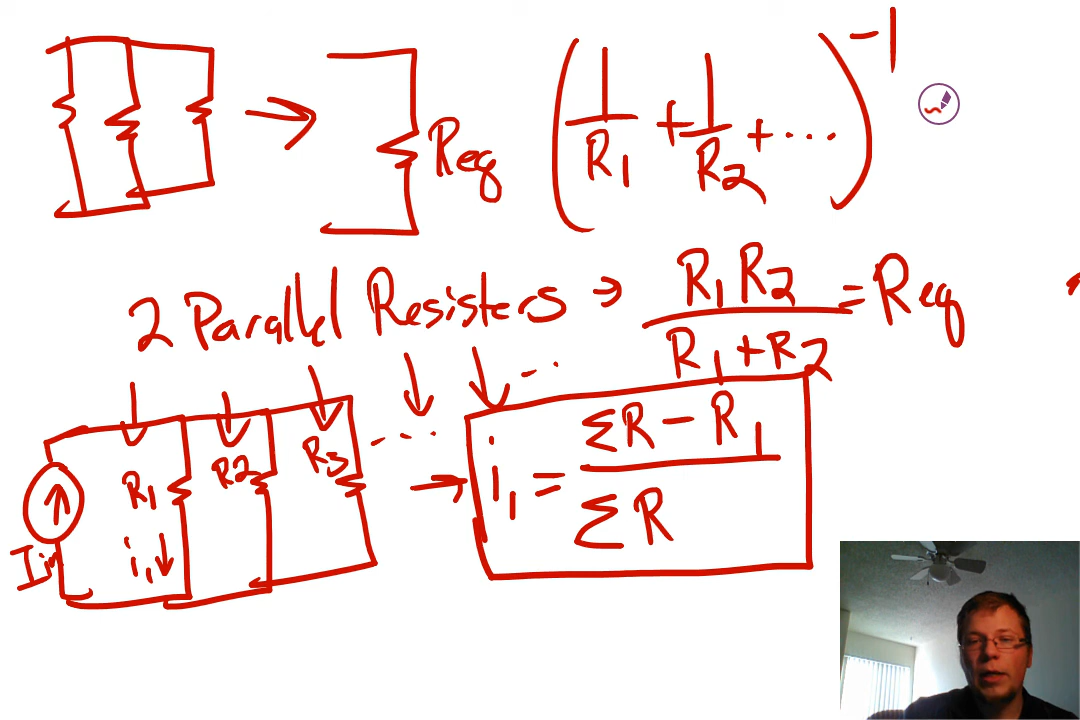 Req (1/R1 + 1/R2 + ...)^-1
2 Parallel Resisters → R1R2/(R1+R2) = Req
R1 R2 R3 ... → i1 = (ΣR - R1)/ΣR
Iin i1